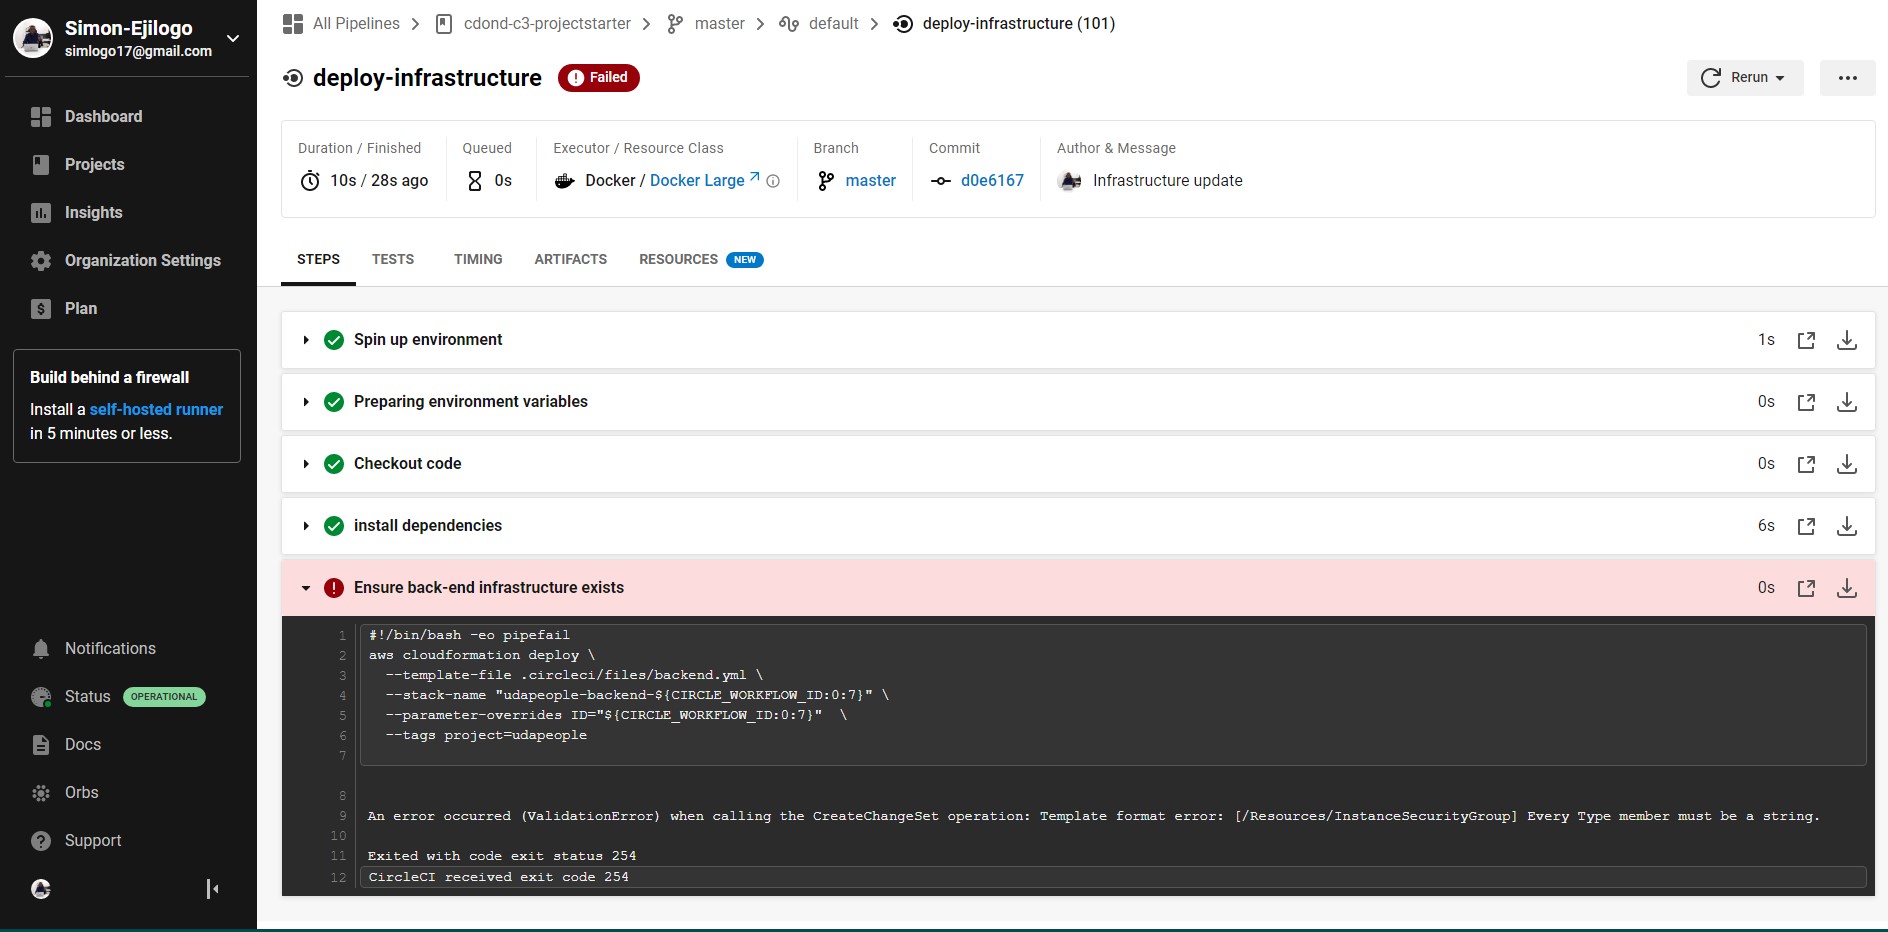 Simon-Ejilogo
simlogo17@gmail.com
Dashboard
Projects
Insights
Organization Settings
Plan
Build behind a firewall
Install a self-hosted runner
in 5 minutes or less.
Notifications
Status OPERATIONAL
Docs
Orbs
Support
All Pipelines > cdond-c3-projectstarter > master > default > deploy-infrastructure (101)
deploy-infrastructure Failed
Rerun
Duration / Finished
10s / 28s ago
Queued
0s
Executor / Resource Class
Docker / Docker Large
Branch
master
Commit
d0e6167
Author & Message
Infrastructure update
STEPS TESTS TIMING ARTIFACTS RESOURCES NEW
Spin up environment 1s
Preparing environment variables 0s
Checkout code 0s
install dependencies 6s
Ensure back-end infrastructure exists 0s
1 #!/bin/bash -eo pipefail
2 aws cloudformation deploy \
3 --template-file .circleci/files/backend.yml \
4 --stack-name "udapeople-backend-${CIRCLE_WORKFLOW_ID:0:7}" \
5 --parameter-overrides ID="${CIRCLE_WORKFLOW_ID:0:7}" \
6 --tags project=udapeople
7
8
9 An error occurred (ValidationError) when calling the CreateChangeSet operation: Template format error: [/Resources/InstanceSecurityGroup] Every Type member must be a string.
10
11 Exited with code exit status 254
12 CircleCI received exit code 254